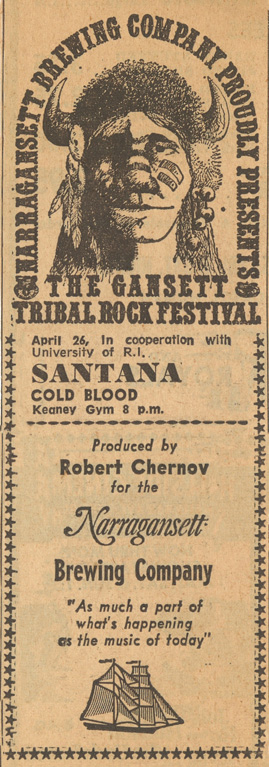 NARRAGANSETT BREWING COMPANY PROUDLY PRESENTS
THE GANSETT
TRIBAL ROCK FESTIVAL
April 26, In cooperation with
University of R.I.
SANTANA
COLD BLOOD
Keaney Gym 8 p.m.
Produced by
Robert Chernov
for the
Narragansett
Brewing Company
"As much a part of
what's happening
as the music of today"